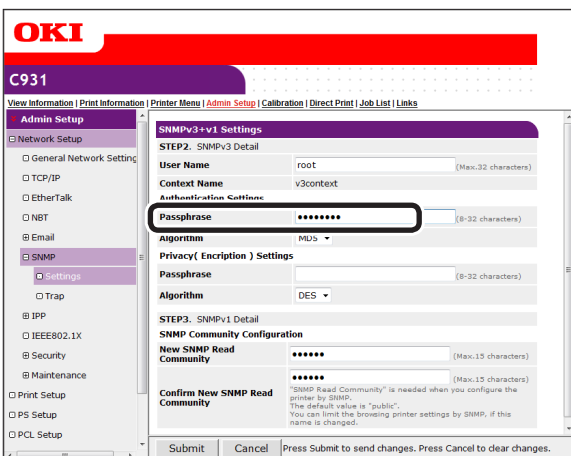 OKI
C931
View Information | Print Information | Printer Menu | Admin Setup | Calibration | Direct Print | Job List | Links
Admin Setup
Network Setup
General Network Setting
TCP/IP
EtherTalk
NBT
Email
SNMP
Settings
Trap
IPP
IEEE802.1X
Security
Maintenance
Print Setup
PS Setup
PCL Setup
SNMPv3+v1 Settings
STEP2. SNMPv3 Detail
User Name root (Max.32 characters)
Context Name v3context
Authentication Settings
Passphrase •••••••• (8-32 characters)
Algorithm MD5
Privacy( Encription ) Settings
Passphrase (8-32 characters)
Algorithm DES
STEP3. SNMPv1 Detail
SNMP Community Configuration
New SNMP Read Community •••••• (Max.15 characters)
Confirm New SNMP Read Community •••••• (Max.15 characters)
"SNMP Read Community" is needed when you configure the
printer by SNMP.
The default value is "public".
You can limit the browsing printer settings by SNMP, if this
name is changed.
Submit Cancel Press Submit to send changes. Press Cancel to clear changes.